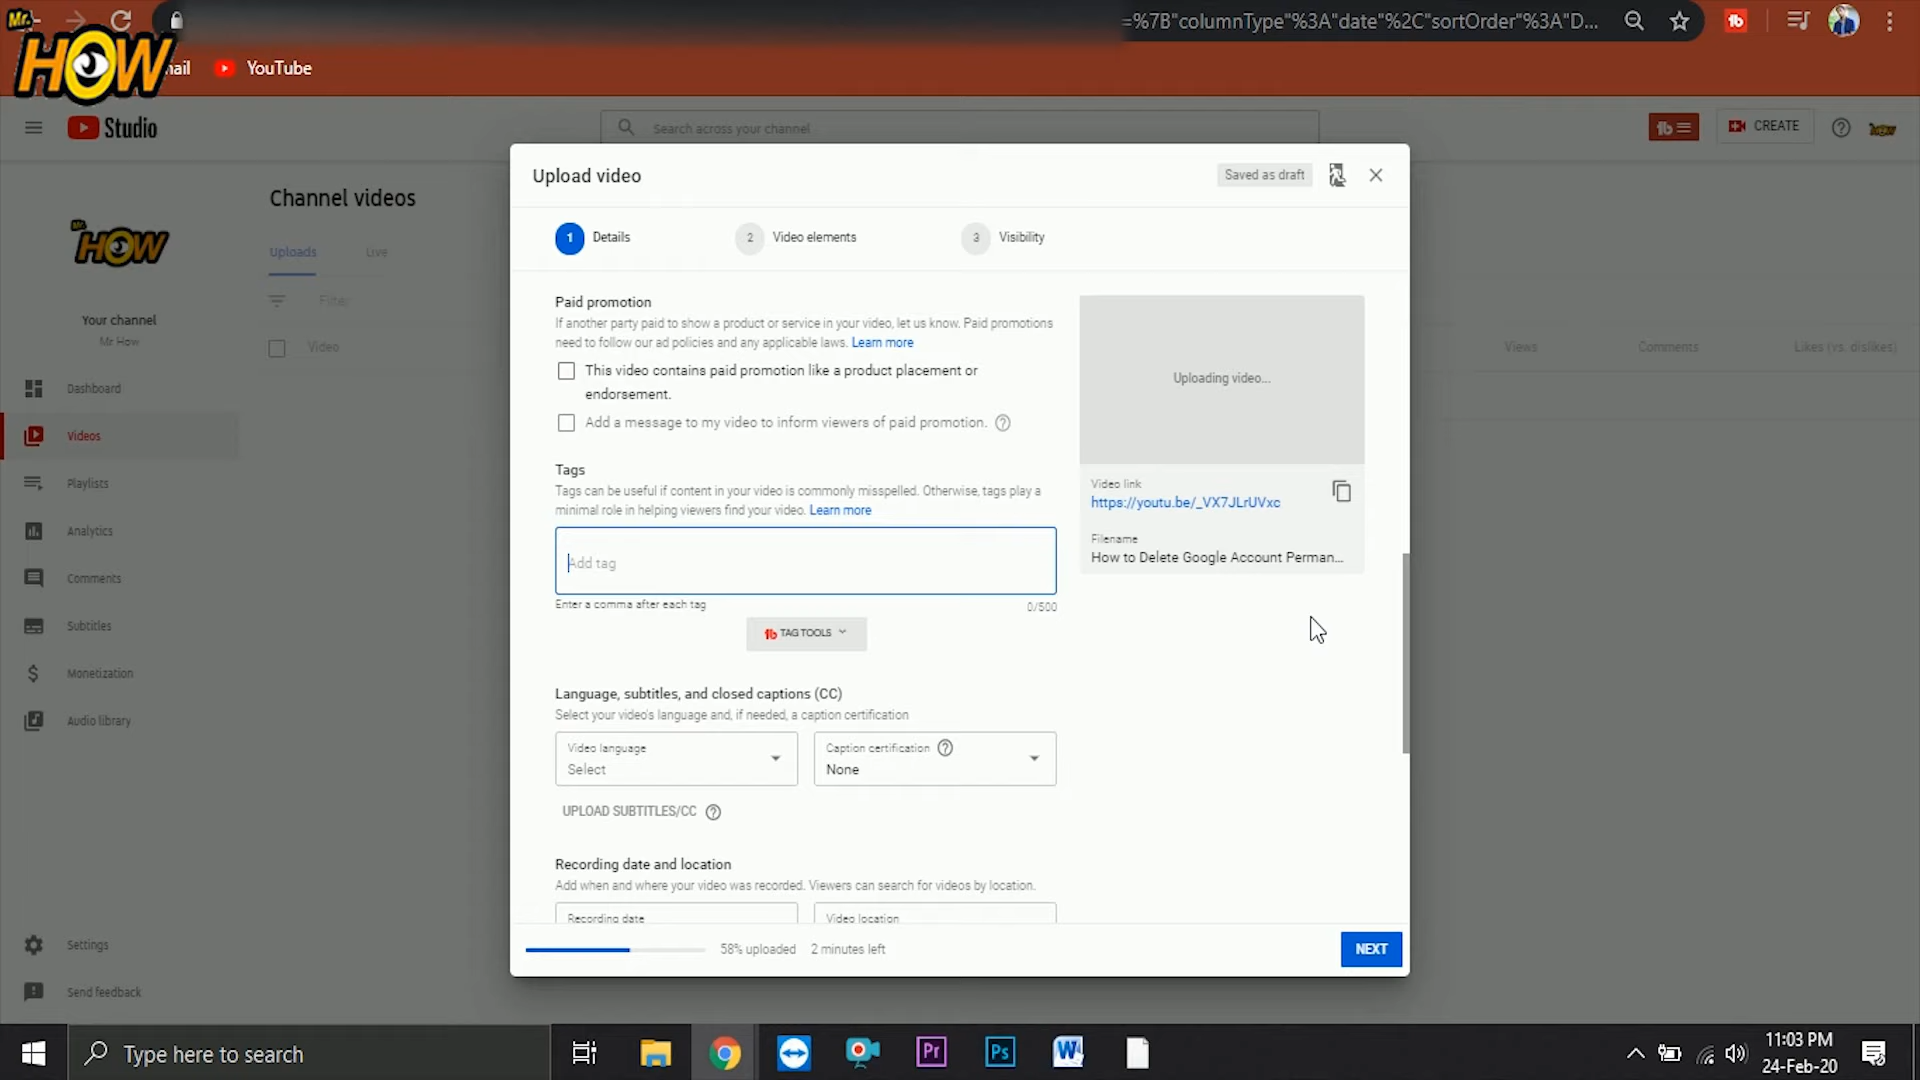 Mr.
HOW
=%7B"columnType"%3A"date"%2C"sortOrder"%3A"D...
YouTube
Studio
Search across your channel
CREATE
HOW
Upload video
Saved as draft
1 Details
2 Video elements
3 Visibility
Channel videos
Uploads
Live
Filter
Video
Views
Comments
Likes (vs. dislikes)
Mr.
HOW
Your channel
Mr How
Dashboard
Videos
Playlists
Analytics
Comments
Subtitles
Monetization
Audio library
Settings
Send feedback
Paid promotion
If another party paid to show a product or service in your video, let us know. Paid promotions
need to follow our ad policies and any applicable laws. Learn more
This video contains paid promotion like a product placement or
endorsement.
Add a message to my video to inform viewers of paid promotion.
Tags
Tags can be useful if content in your video is commonly misspelled. Otherwise, tags play a
minimal role in helping viewers find your video. Learn more
Add tag
Enter a comma after each tag
0/500
TAG TOOLS
Language, subtitles, and closed captions (CC)
Select your video's language and, if needed, a caption certification
Video language
Select
Caption certification
None
UPLOAD SUBTITLES/CC
Recording date and location
Add when and where your video was recorded. Viewers can search for videos by location.
Recording date
Video location
Uploading video...
Video link
https://youtu.be/_VX7JLrUVxc
Filename
How to Delete Google Account Perman...
58% uploaded 2 minutes left
NEXT
Type here to search
Pr
Ps
W
11:03 PM
24-Feb-20